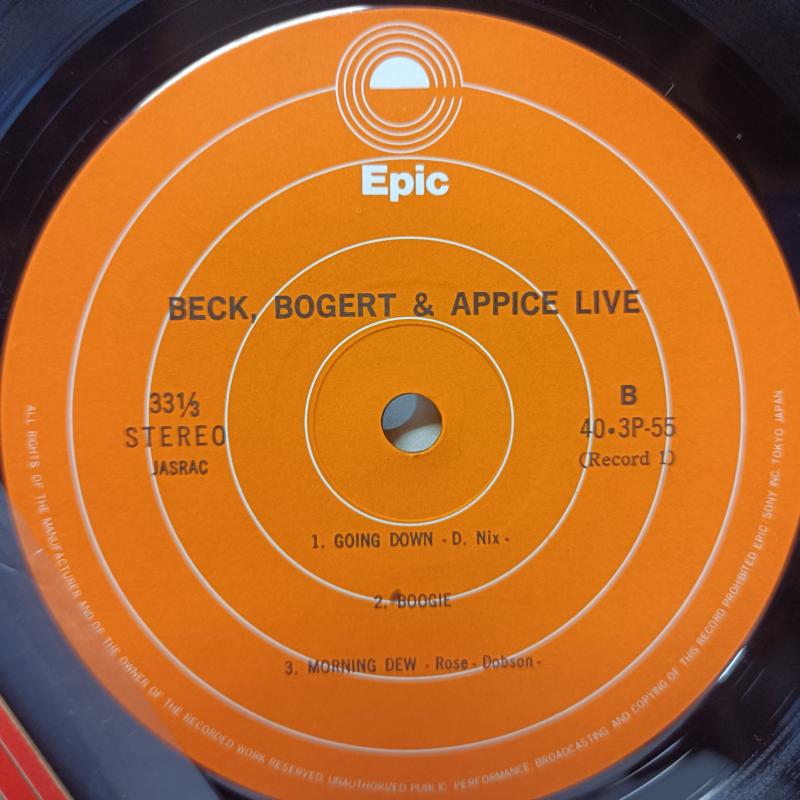 Epic
BECK, BOGERT & APPICE LIVE
33⅓
STEREO
JASRAC
B
40•3P-55
(Record 1)
1. GOING DOWN - D. Nix -
2. BOOGIE
3. MORNING DEW - Rose - Dobson -
ALL RIGHTS OF THE MANUFACTURER AND OF THE OWNER OF THE RECORDED WORK RESERVED. UNAUTHORIZED PUBLIC PERFORMANCE, BROADCASTING AND COPYING OF THIS RECORD PROHIBITED EPIC/SONY INC. TOKYO JAPAN